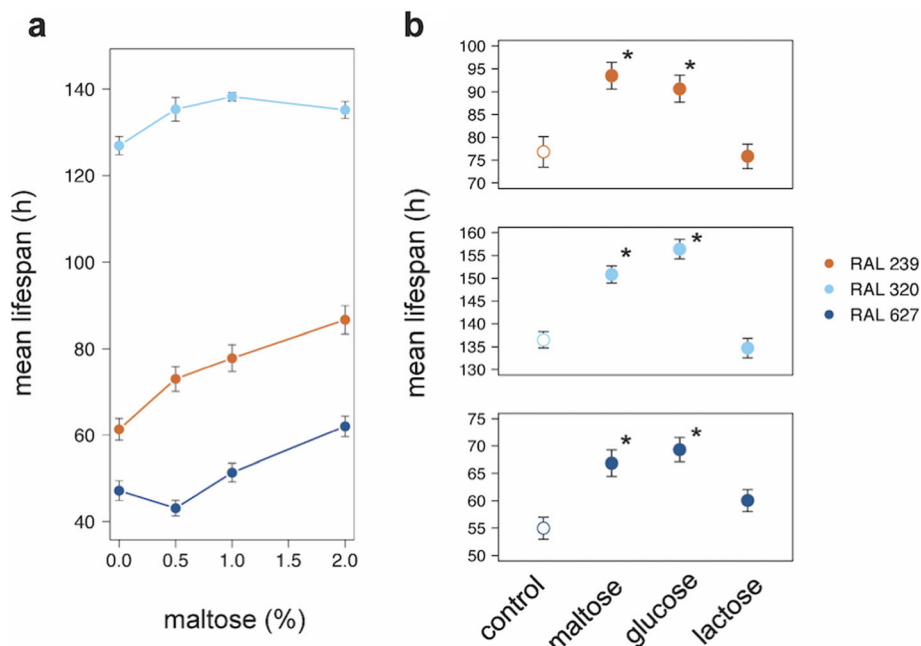 a
mean lifespan (h)
140
120
100
80
60
40
0.0 0.5 1.0 1.5 2.0
maltose (%)
b
mean lifespan (h)
100
95
90
85
80
75
70
* *
160
155
150
145
140
135
130
* *
75
70
65
60
55
50
* *
control maltose glucose lactose
RAL 239
RAL 320
RAL 627